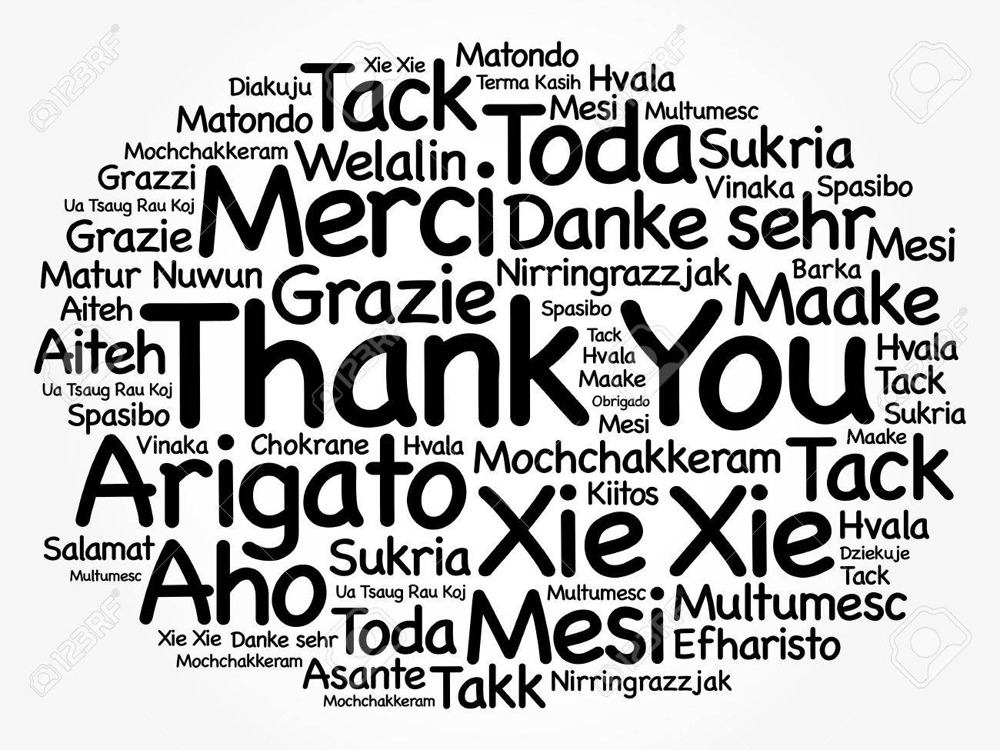 Matondo
Xie Xie
Tack
Terma Kasih
Hvala
Diakuju
Matondo
Mesi
Multumesc
Toda
Mochchakkeram
Welalin
Sukria
Grazzi
Merci
Vinaka
Spasibo
Ua Tsaug Rau Koj
Danke sehr
Grazie
Mesi
Matur Nuwun
Grazie
Nirringrazzjak
Barka
Maake
Aiteh
Thank You
Spasibo
Tack
Aiteh
Hvala
Hvala
Maake
Tack
Ua Tsaug Rau Koj
Obrigado
Spasibo
Mesi
Sukria
Vinaka
Chokrane
Hvala
Maake
Arigato
Mochchakkeram
Tack
Kiitos
Xie Xie
Hvala
Salamat
Aho
Sukria
Dziekuje
Multumesc
Tack
Ua Tsaug Rau Koj
Multumesc
Multumesc
Toda
Mesi
Xie Xie
Danke sehr
Efharisto
Mochchakkeram
Asante
Takk
Nirringrazzjak
Mochchakkeram
123RF
123RF
123RF
123RF